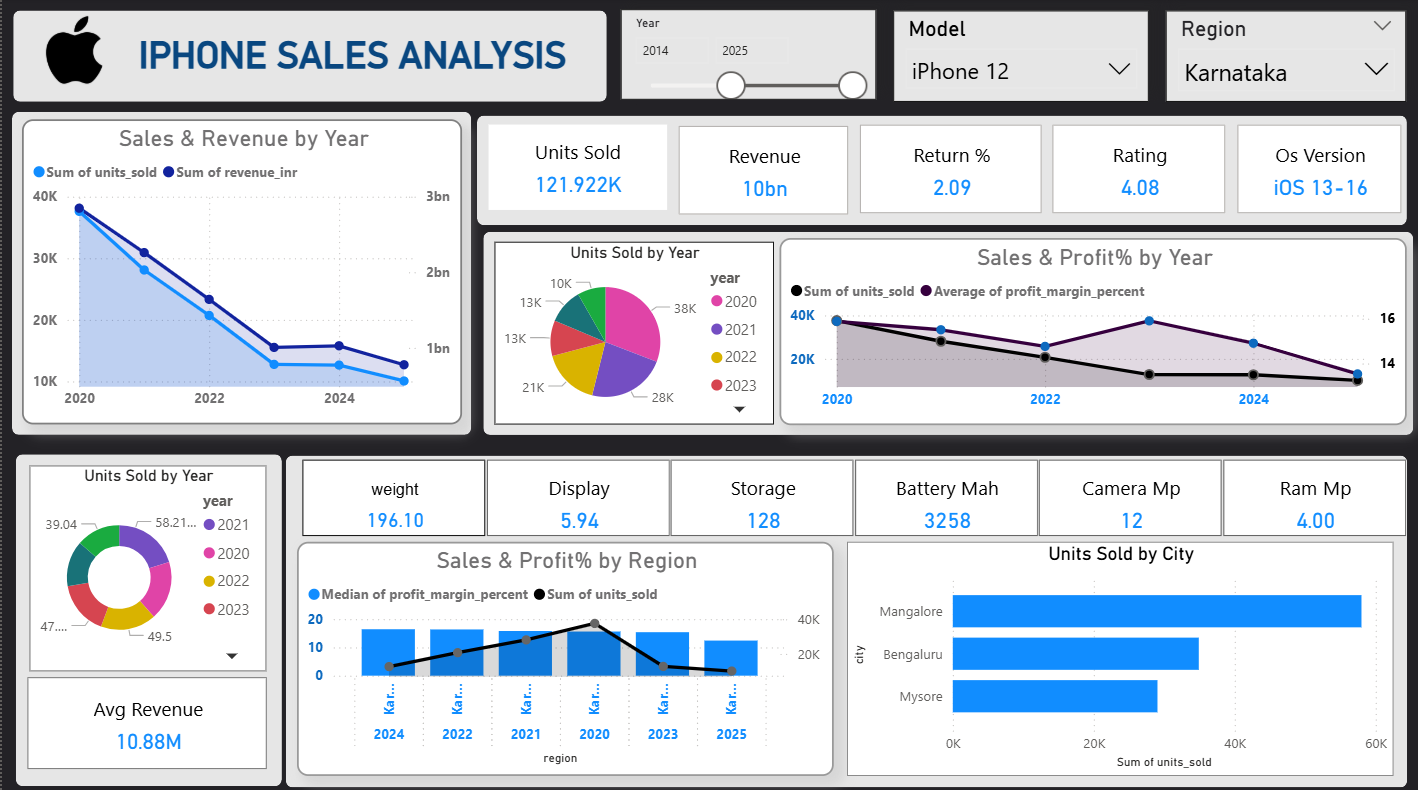 IPHONE SALES ANALYSIS
Year
2014 2025
Model
iPhone 12
Region
Karnataka
Sales & Revenue by Year
Sum of units_sold Sum of revenue_inr
40K 3bn
30K 2bn
20K 1bn
10K
2020 2022 2024
Units Sold
121.922K
Revenue
10bn
Return %
2.09
Rating
4.08
Os Version
iOS 13-16
Units Sold by Year
10K
13K
13K
21K
28K
38K
year
2020
2021
2022
2023
Sales & Profit% by Year
Sum of units_sold Average of profit_margin_percent
40K 16
20K 14
2020 2022 2024
Units Sold by Year
year
39.04 58.21...
47....
49.5
2021
2020
2022
2023
Avg Revenue
10.88M
weight
196.10
Display
5.94
Storage
128
Battery Mah
3258
Camera Mp
12
Ram Mp
4.00
Sales & Profit% by Region
Median of profit_margin_percent Sum of units_sold
20 40K
10 20K
0
Kar... Kar... Kar... Kar... Kar... Kar...
2024 2022 2021 2020 2023 2025
region
Units Sold by City
city
Mangalore
Bengaluru
Mysore
0K 20K 40K 60K
Sum of units_sold